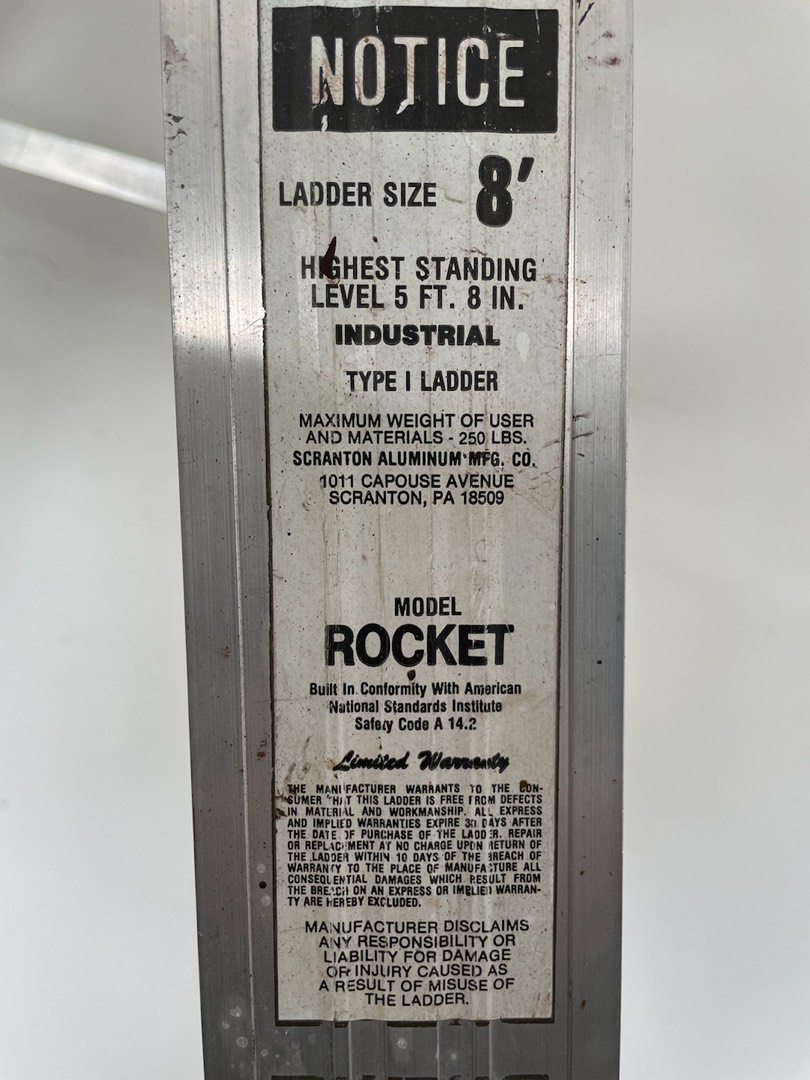 NOTICE
LADDER SIZE 8'
HIGHEST STANDING
LEVEL 5 FT. 8 IN.
INDUSTRIAL
TYPE I LADDER
MAXIMUM WEIGHT OF USER
AND MATERIALS - 250 LBS.
SCRANTON ALUMINUM MFG. CO.
1011 CAPOUSE AVENUE
SCRANTON, PA 18509
MODEL
ROCKET
Built In Conformity With American
National Standards Institute
Safety Code A 14.2
Limited Warranty
THE MANUFACTURER WARRANTS TO THE CON-
SUMER THAT THIS LADDER IS FREE FROM DEFECTS
IN MATERIAL AND WORKMANSHIP. ALL EXPRESS
AND IMPLIED WARRANTIES EXPIRE 30 DAYS AFTER
THE DATE OF PURCHASE OF THE LADDER. REPAIR
OR REPLACEMENT AT NO CHARGE UPON RETURN OF
THE LADDER WITHIN 10 DAYS OF THE BREACH OF
WARRANTY TO THE PLACE OF MANUFACTURE ALL
CONSEQUENTIAL DAMAGES WHICH RESULT FROM
THE BREACH ON AN EXPRESS OR IMPLIED WARRAN-
TY ARE HEREBY EXCLUDED.
MANUFACTURER DISCLAIMS
ANY RESPONSIBILITY OR
LIABILITY FOR DAMAGE
OR INJURY CAUSED AS
A RESULT OF MISUSE OF
THE LADDER.